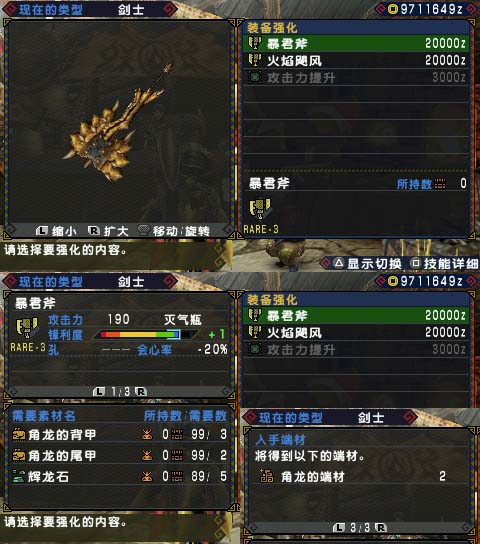 现在的类型 剑士
9711649z
装备强化
暴君斧 20000z
火焰飓风 20000z
攻击力提升 3000z
暴君斧 所持数 0
RARE-3
L 缩小 R 扩大 移动/旋转
请选择要强化的内容。
△显示切换 □技能详细
现在的类型 剑士
9711649z
暴君斧
攻击力 190 灭气瓶
锋利度 +1
RARE-3
孔 --- 会心率 -20%
L 1/3 R
装备强化
暴君斧 20000z
火焰飓风 20000z
攻击力提升 3000z
需要素材名 所持数/需要数
角龙的背甲 0 99/ 3
角龙的尾甲 0 99/ 2
辉龙石 0 89/ 5
请选择要强化的内容。
现在的类型 剑士
入手端材
将得到以下的端材。
角龙的端材 2
L 3/3 R